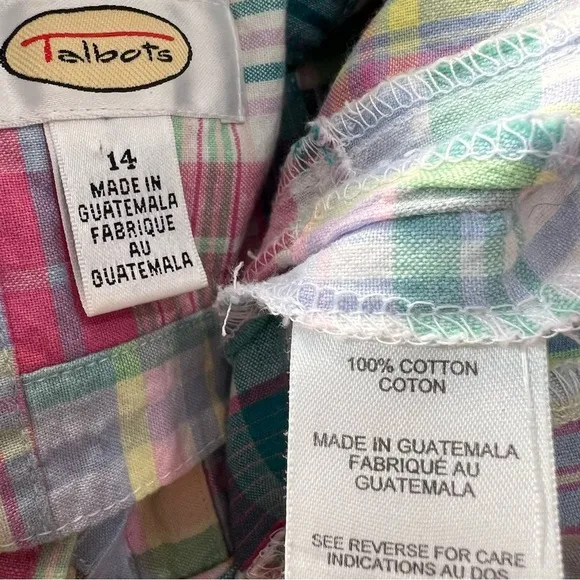 Talbots
14
MADE IN
GUATEMALA
FABRIQUE
AU
GUATEMALA
100% COTTON
COTON
MADE IN GUATEMALA
FABRIQUÉ AU
GUATEMALA
SEE REVERSE FOR CARE
INDICATIONS AU DOS